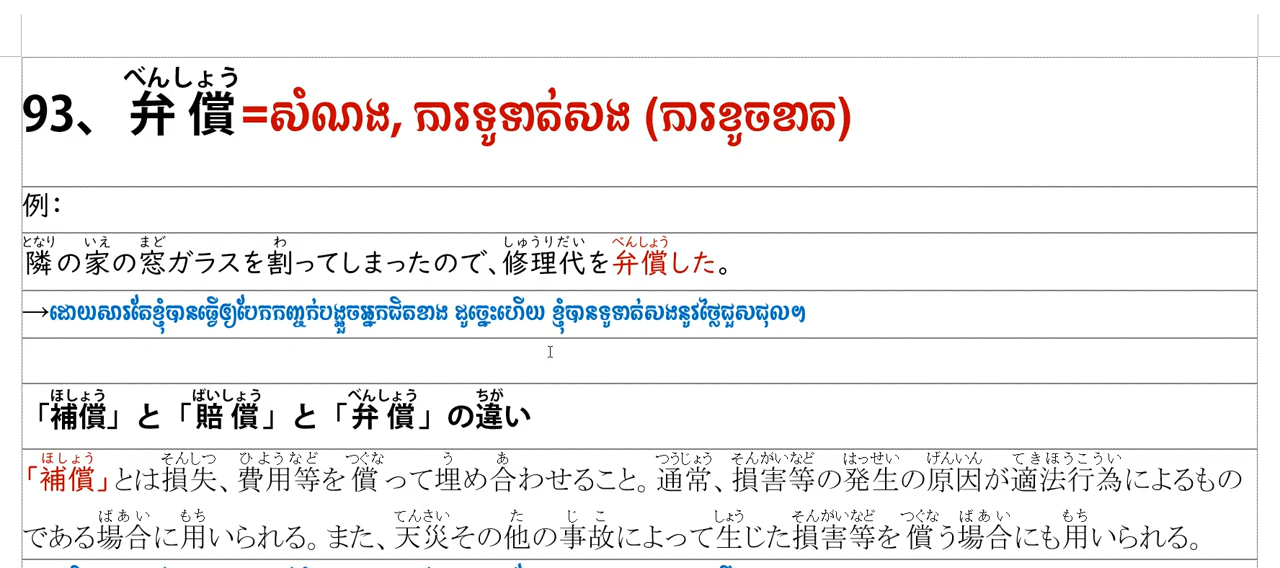 べんしょう
93、弁償=សំណង, ការទូទាត់សង (ការខូចខាត)
例：
となり いえ まど わ しゅうりだい べんしょう
隣の家の窓ガラスを割ってしまったので、修理代を弁償した。
→ដោយសារតែខ្ញុំបានធ្វើឲ្យបែកកញ្ចក់បង្អួចអ្នកជិតខាង ដូច្នេះហើយ ខ្ញុំបានទូទាត់សងនូវថ្លៃជួសជុល។
ほしょう ばいしょう べんしょう ちが
「補償」と「賠償」と「弁償」の違い
ほしょう そんしつ ひようなど つぐな う あ つうじょう そんがいなど はっせい げんいん てきほうこうい
「補償」とは損失、費用等を償って埋め合わせること。通常、損害等の発生の原因が適法行為によるもの
ばあい もち てんさい た じこ しょう そんがいなど つぐな ばあい もち
である場合に用いられる。また、天災その他の事故によって生じた損害等を償う場合にも用いられる。